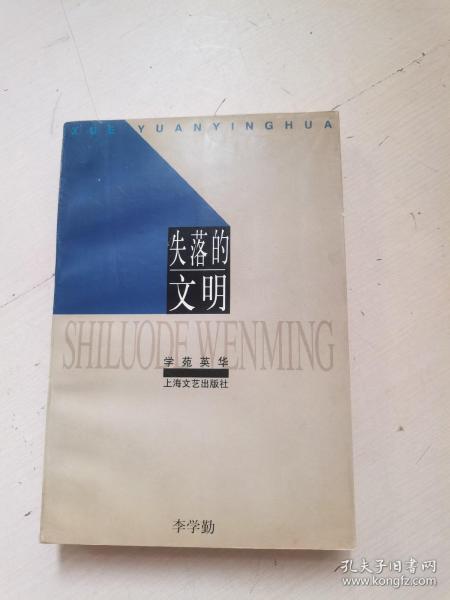 XUE YUANYINGHUA
失落的
文明
SHILUODE WENMING
学苑英华
上海文艺出版社
李学勤
孔夫子旧书网
www.kongfz.com